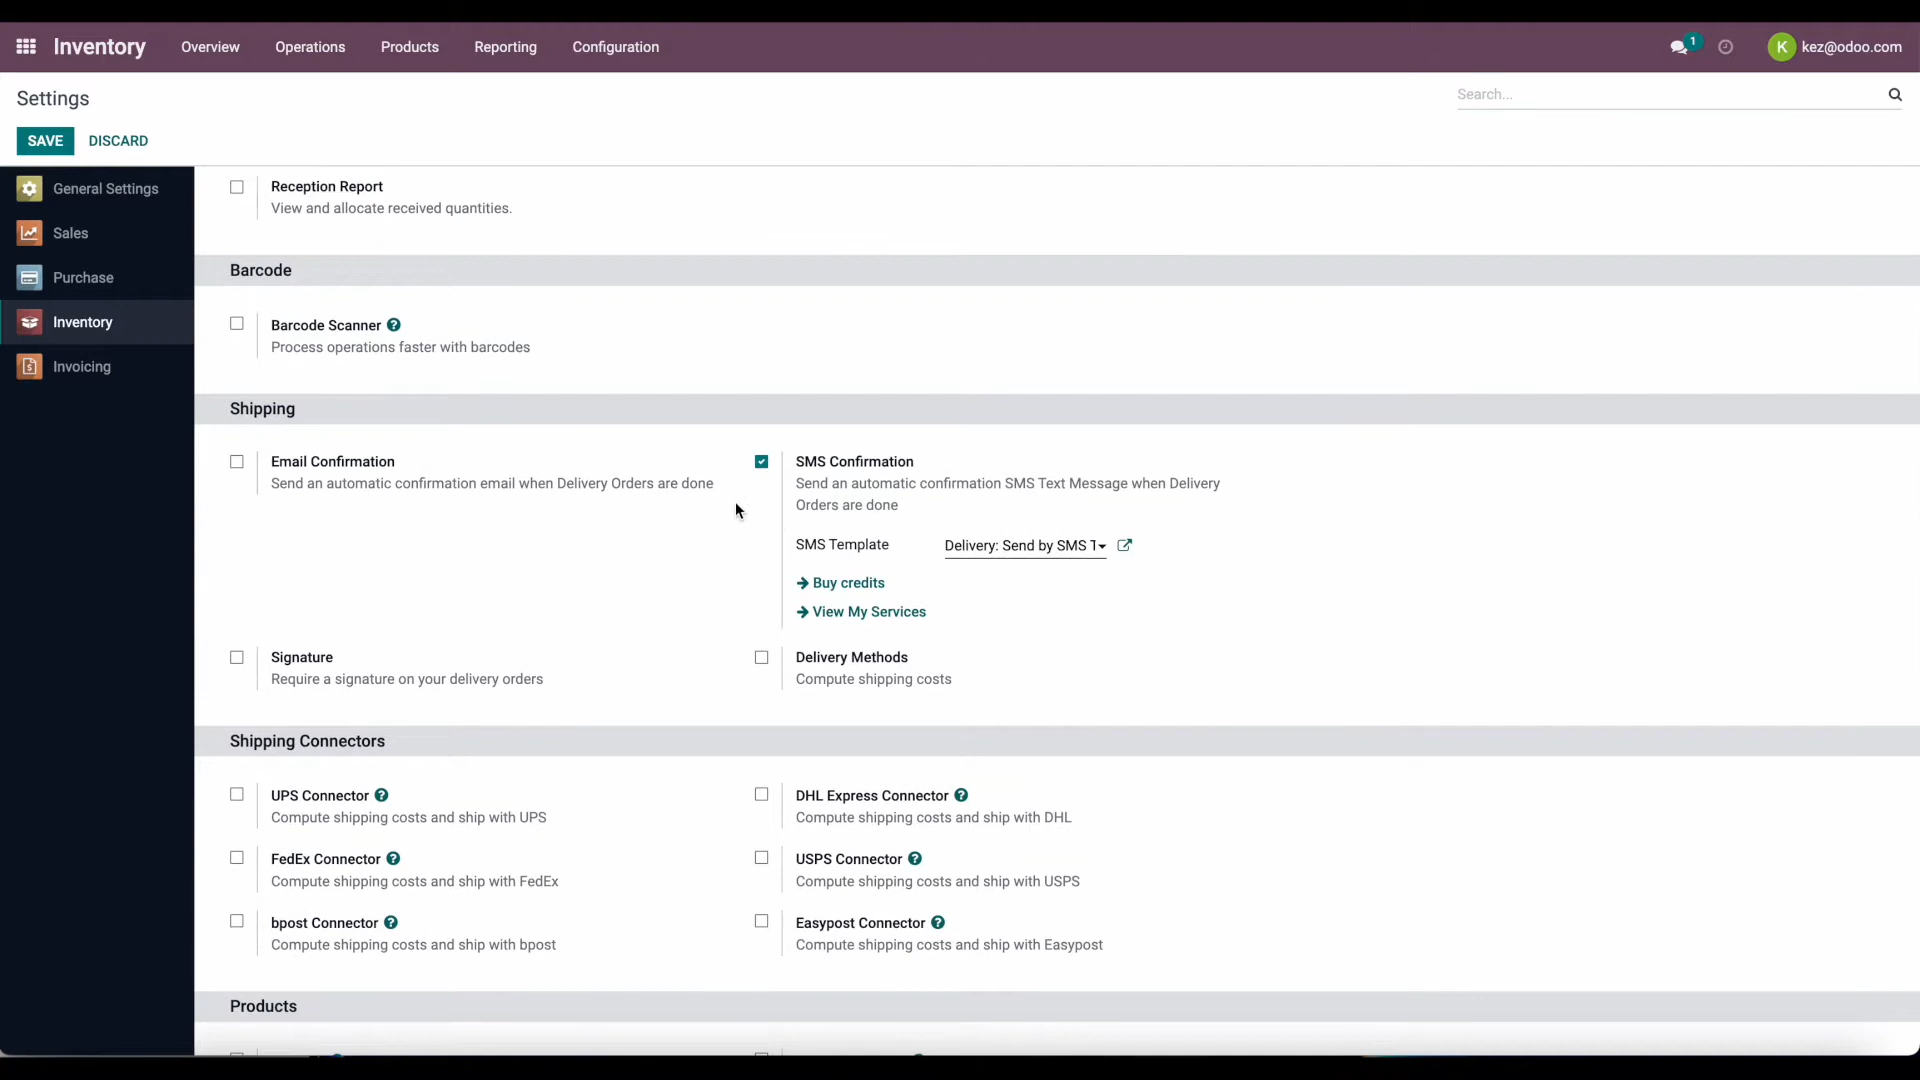 Inventory
Overview
Operations
Products
Reporting
Configuration
1
K
kez@odoo.com
Settings
Search...
SAVE
DISCARD
General Settings
Sales
Purchase
Inventory
Invoicing
Reception Report
View and allocate received quantities.
Barcode
Barcode Scanner ?
Process operations faster with barcodes
Shipping
Email Confirmation
Send an automatic confirmation email when Delivery Orders are done
SMS Confirmation
Send an automatic confirmation SMS Text Message when Delivery
Orders are done
SMS Template
Delivery: Send by SMS T
Buy credits
View My Services
Signature
Require a signature on your delivery orders
Delivery Methods
Compute shipping costs
Shipping Connectors
UPS Connector ?
Compute shipping costs and ship with UPS
DHL Express Connector ?
Compute shipping costs and ship with DHL
FedEx Connector ?
Compute shipping costs and ship with FedEx
USPS Connector ?
Compute shipping costs and ship with USPS
bpost Connector ?
Compute shipping costs and ship with bpost
Easypost Connector ?
Compute shipping costs and ship with Easypost
Products